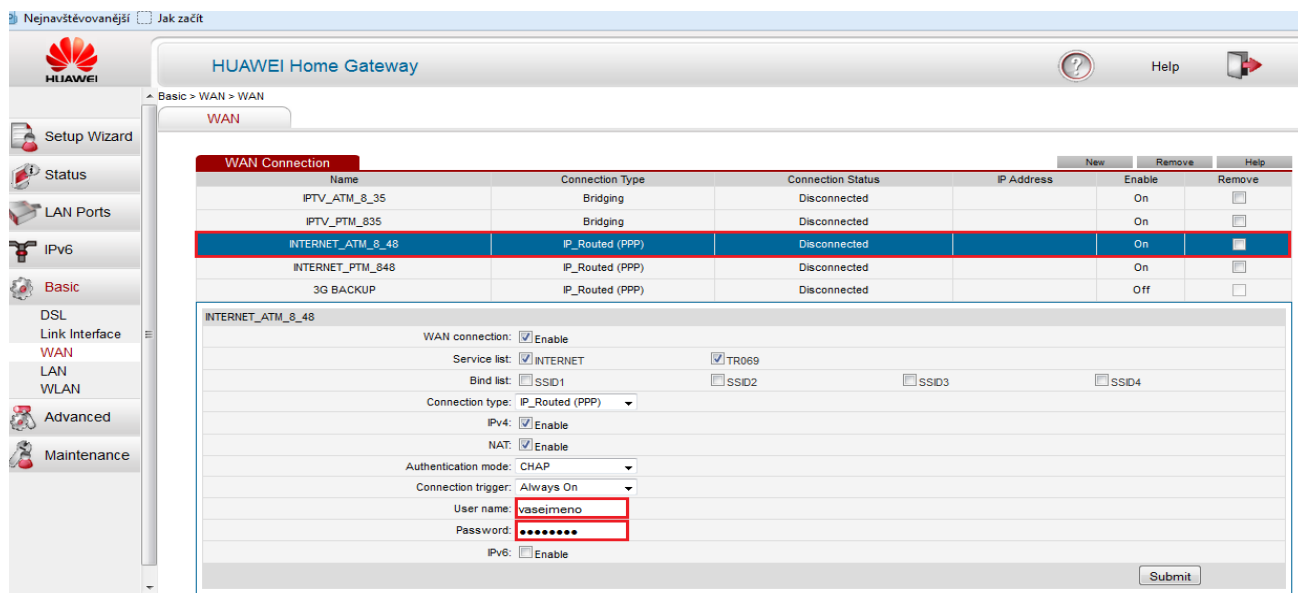 Nejnavštěvovanější Jak začít
HUAWEI
HUAWEI Home Gateway
? Help
Basic > WAN > WAN
WAN
Setup Wizard
Status
LAN Ports
IPv6
Basic
DSL
Link Interface
WAN
LAN
WLAN
Advanced
Maintenance
WAN Connection New Remove Help
Name Connection Type Connection Status IP Address Enable Remove
IPTV_ATM_8_35 Bridging Disconnected On
IPTV_PTM_835 Bridging Disconnected On
INTERNET_ATM_8_48 IP_Routed (PPP) Disconnected On
INTERNET_PTM_848 IP_Routed (PPP) Disconnected On
3G BACKUP IP_Routed (PPP) Disconnected Off
INTERNET_ATM_8_48
WAN connection: Enable
Service list: INTERNET TR069
Bind list: SSID1 SSID2 SSID3 SSID4
Connection type: IP_Routed (PPP)
IPv4: Enable
NAT: Enable
Authentication mode: CHAP
Connection trigger: Always On
User name: vasejmeno
Password: ●●●●●●●●
IPv6: Enable
Submit